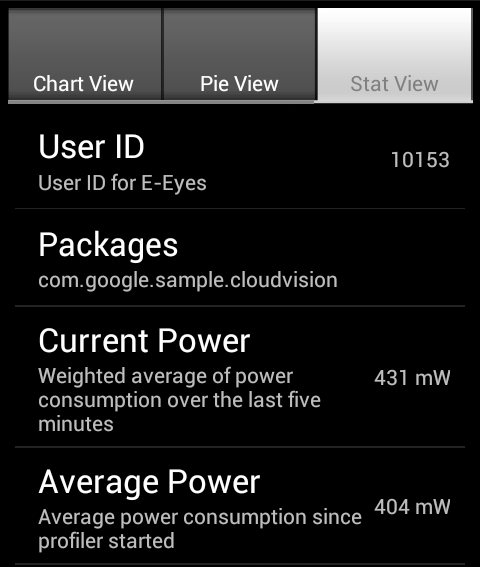 Chart View
Pie View
Stat View
User ID
10153
User ID for E-Eyes
Packages
com.google.sample.cloudvision
Current Power
Weighted average of power
431 mW
consumption over the last five
minutes
Average Power
404 mW
Average power consumption since
profiler started